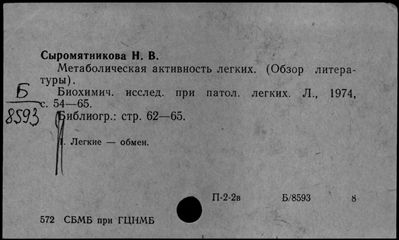 Сыромятникова Н. В.
Метаболическая активность легких. (Обзор литера-
туры).
Биохимич. исслед. при патол. легких. Л., 1974,
с. 54—65.
(Библиогр.: стр. 62—65.
Б
8593
1. Легкие — обмен.
П-2-2в Б/8593 8
572 СБМБ при ГЦНМБ